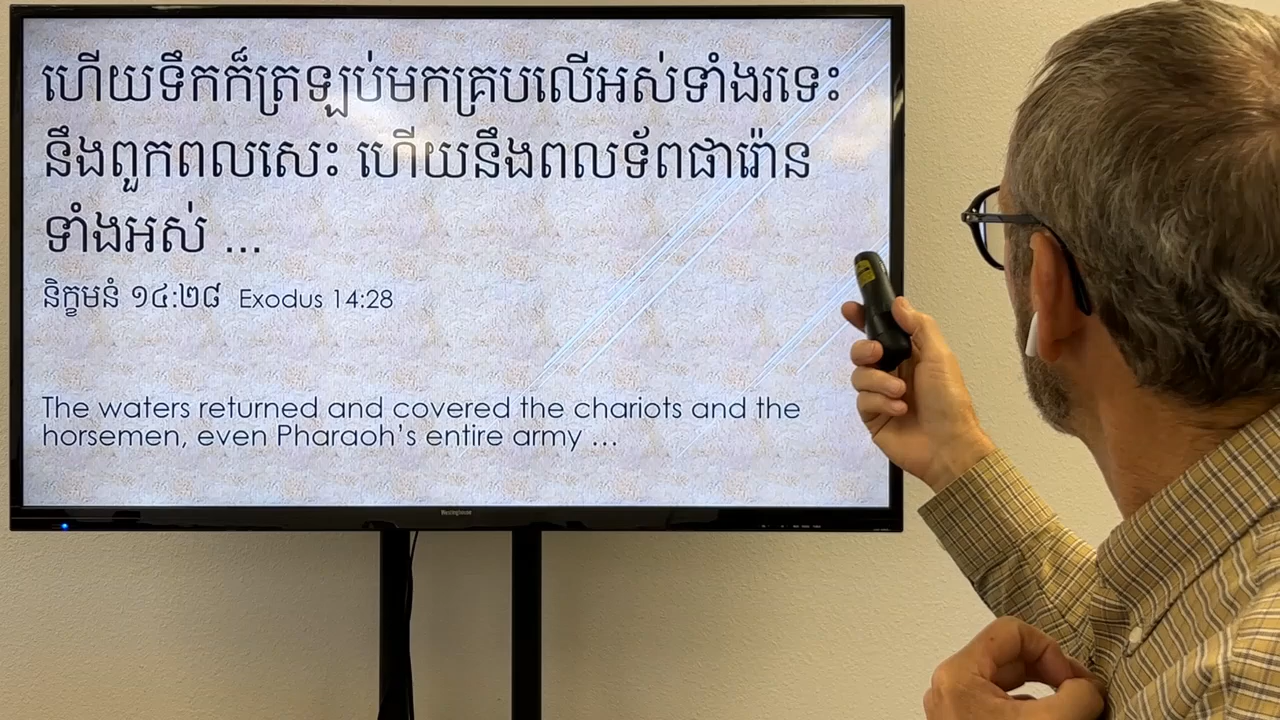 ហើយទឹកក៏ត្រឡប់មកគ្របលើអស់ទាំងរទេះ
នឹងពួកពលសេះ ហើយនឹងពលទ័ពផារ៉ោន
ទាំងអស់ ...
និក្ខមនំ ១៤:២៨ Exodus 14:28
The waters returned and covered the chariots and the
horsemen, even Pharaoh’s entire army ...
Westinghouse